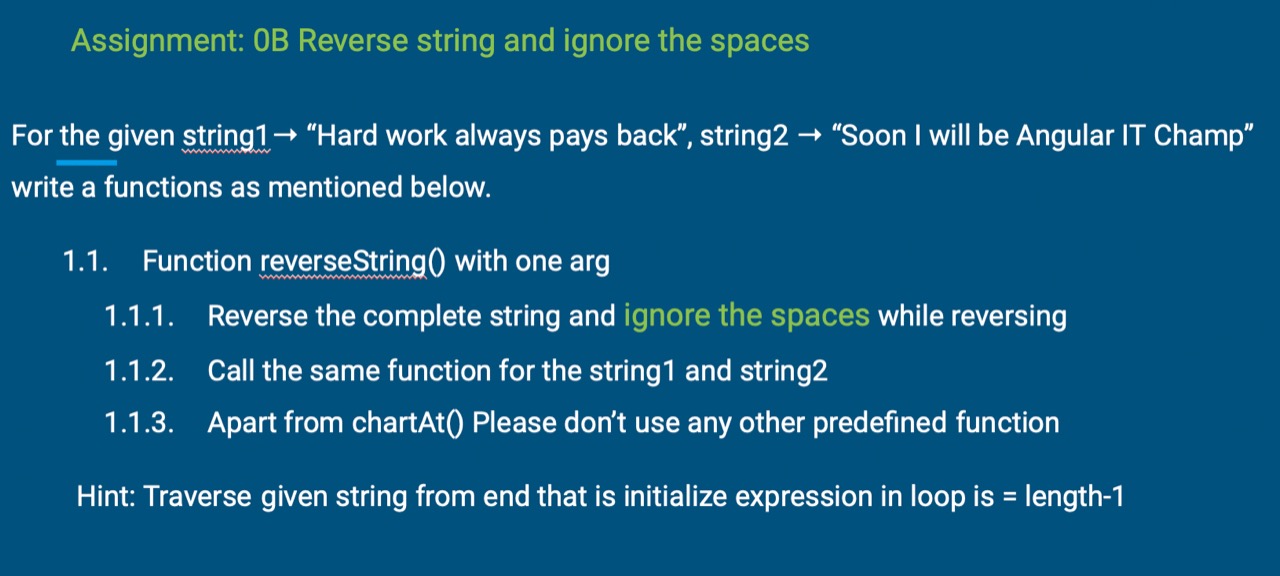 Assignment: 0B Reverse string and ignore the spaces
For the given string1→ “Hard work always pays back”, string2 → “Soon I will be Angular IT Champ”
write a functions as mentioned below.
1.1. Function reverseString() with one arg
1.1.1. Reverse the complete string and ignore the spaces while reversing
1.1.2. Call the same function for the string1 and string2
1.1.3. Apart from chartAt() Please don’t use any other predefined function
Hint: Traverse given string from end that is initialize expression in loop is = length-1